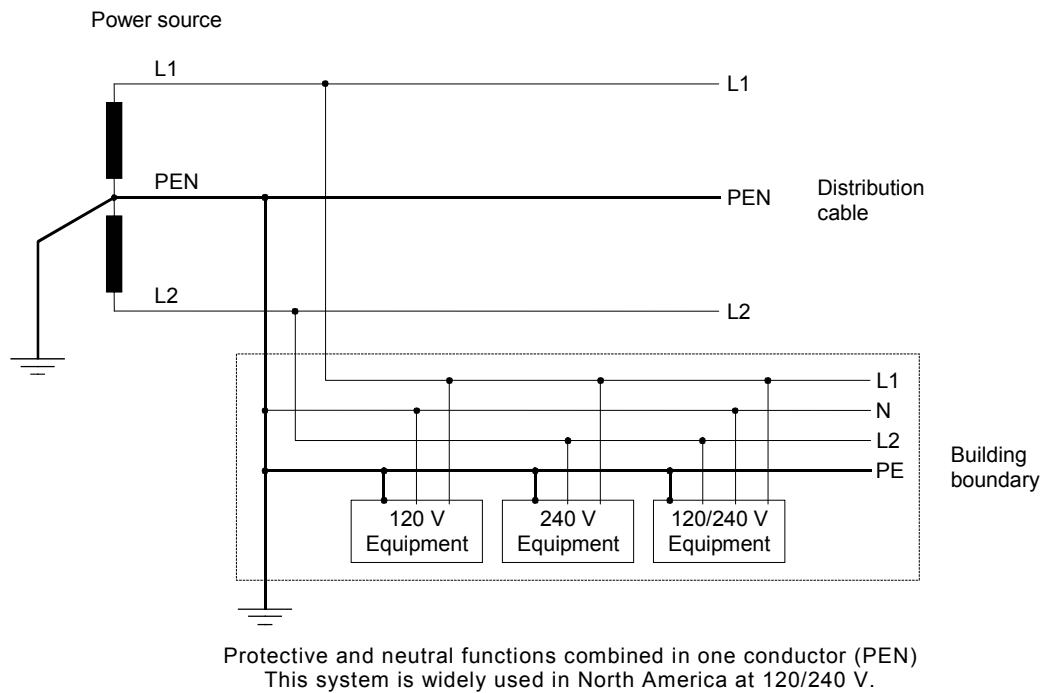 Power source
L1
L1
PEN
PEN
Distribution
cable
L2
L2
L1
N
L2
PE
Building
boundary
120 V
Equipment
240 V
Equipment
120/240 V
Equipment
Protective and neutral functions combined in one conductor (PEN)
This system is widely used in North America at 120/240 V.